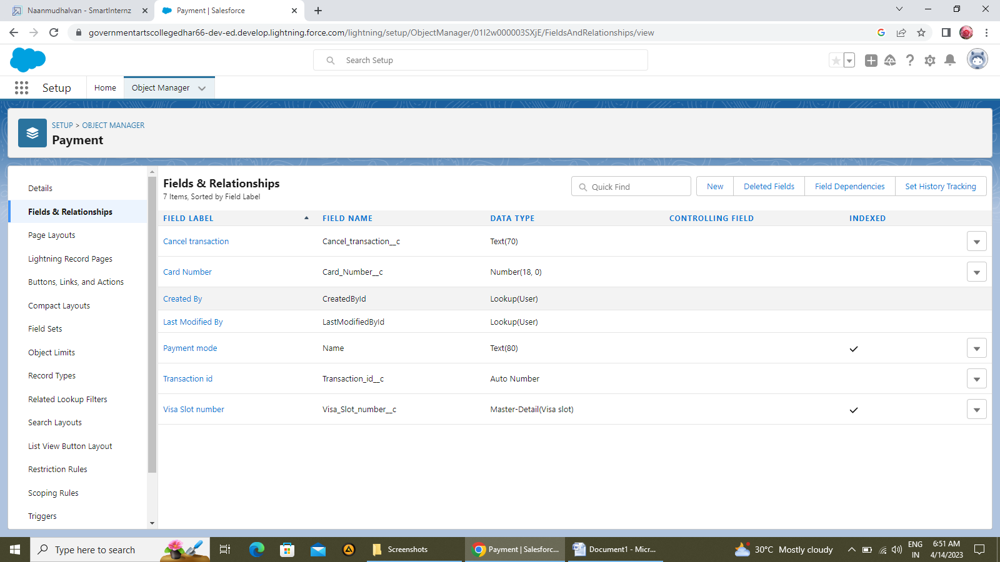 Naanmudhalvan - SmartInternz
Payment | Salesforce
governmentartscollegedhar66-dev-ed.develop.lightning.force.com/lightning/setup/ObjectManager/01I2w000003SXjE/FieldsAndRelationships/view
Search Setup
Setup
Home
Object Manager
SETUP > OBJECT MANAGER
Payment
Details
Fields & Relationships
Page Layouts
Lightning Record Pages
Buttons, Links, and Actions
Compact Layouts
Field Sets
Object Limits
Record Types
Related Lookup Filters
Search Layouts
List View Button Layout
Restriction Rules
Scoping Rules
Triggers
Fields & Relationships
7 Items, Sorted by Field Label
Quick Find
New
Deleted Fields
Field Dependencies
Set History Tracking
FIELD LABEL FIELD NAME DATA TYPE CONTROLLING FIELD INDEXED
Cancel transaction Cancel_transaction__c Text(70)
Card Number Card_Number__c Number(18, 0)
Created By CreatedById Lookup(User)
Last Modified By LastModifiedById Lookup(User)
Payment mode Name Text(80)
Transaction id Transaction_id__c Auto Number
Visa Slot number Visa_Slot_number__c Master-Detail(Visa slot)
Type here to search
Screenshots
Payment | Salesforc...
Document1 - Micr...
30°C Mostly cloudy
ENG
IN
6:51 AM
4/14/2023